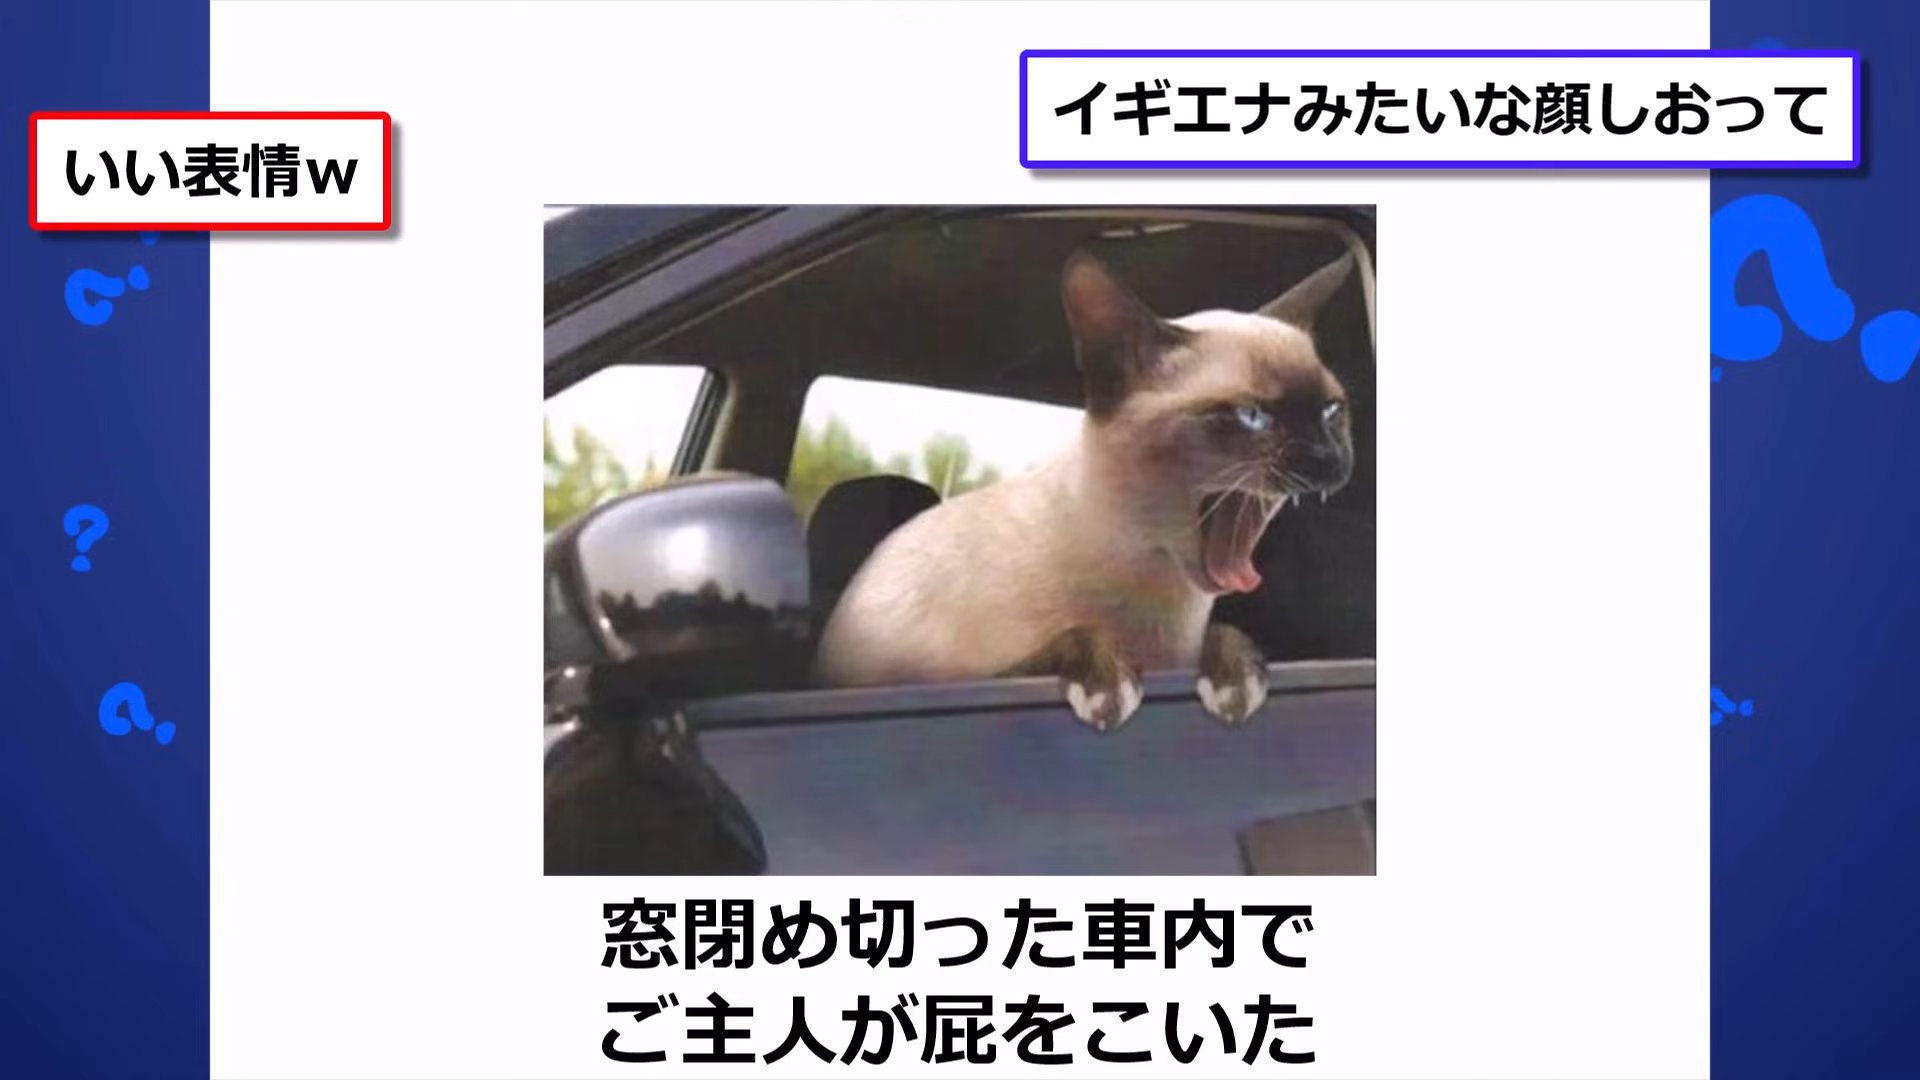 いい表情ｗ
イギエナみたいな顔しおって
窓閉め切った車内で
ご主人が屁をこいた